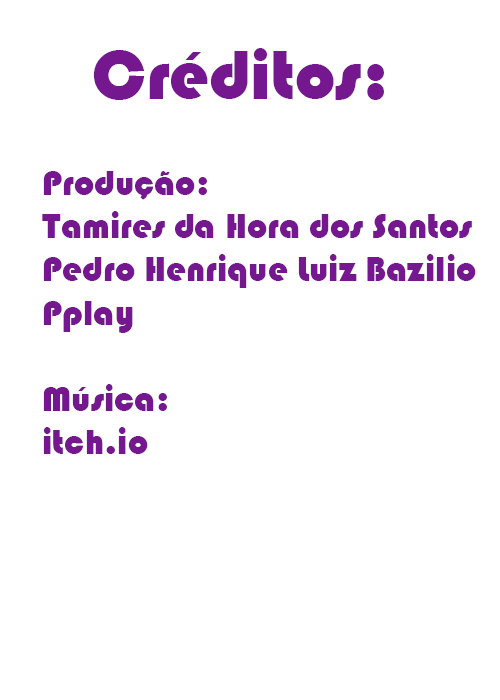 Créditos:
Produção:
Tamires da Hora dos Santos
Pedro Henrique Luiz Bazilio
Pplay
Música:
itch.io